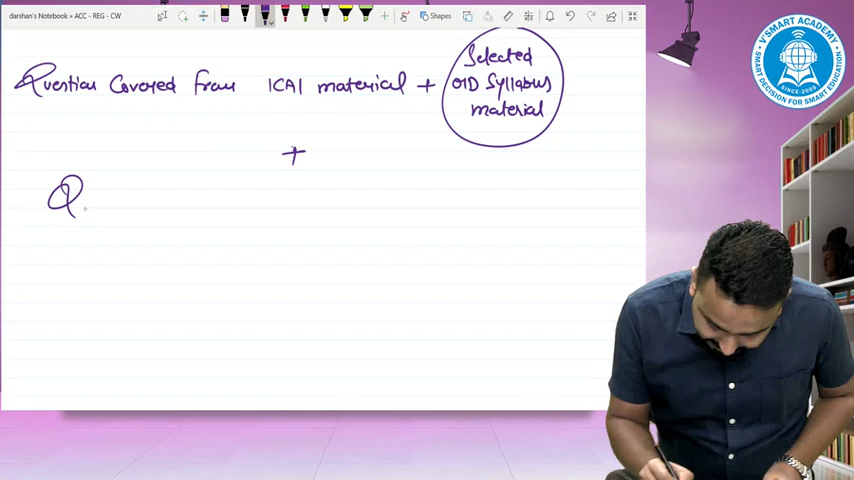 darshan's Notebook » ACC - REG - CW
Shapes
Question Covered from ICAI material + Selected
OlD Syllabus
material
+
Q
V'SMART ACADEMY
SMART DECISION FOR SMART EDUCATION
SINCE-2005